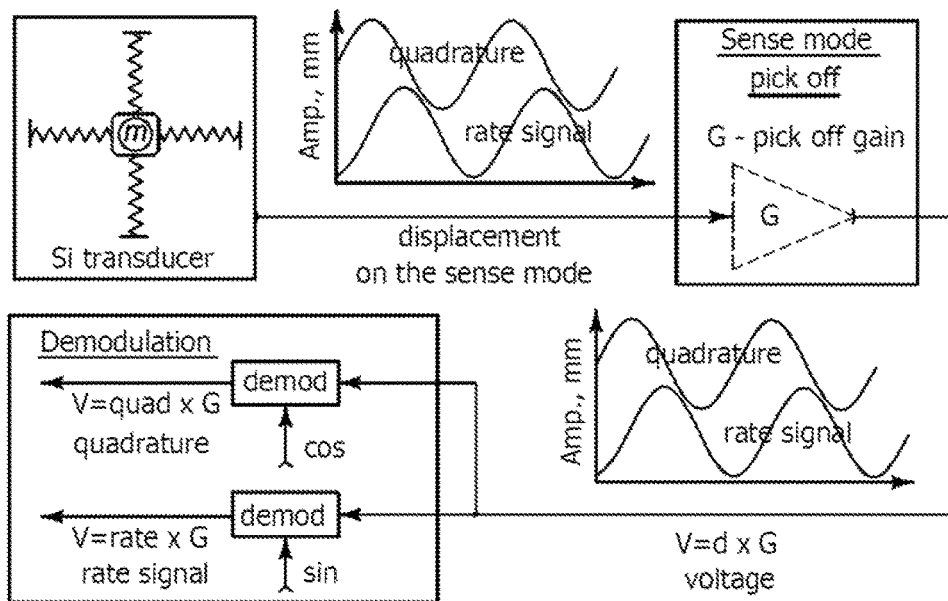 m
Si transducer
Amp., mm
quadrature
rate signal
displacement
on the sense mode
Sense mode
pick off
G - pick off gain
G
Demodulation
demod
V=quad x G
quadrature
cos
demod
V=rate x G
rate signal
sin
Amp., mm
quadrature
rate signal
V=d x G
voltage